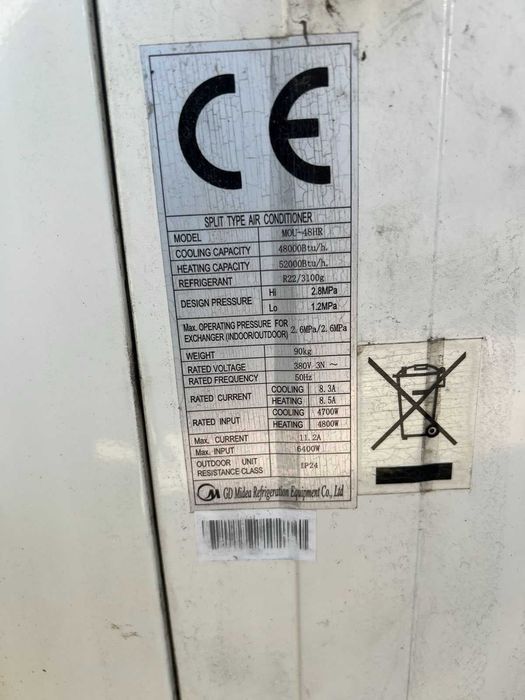 CE
SPLIT TYPE AIR CONDITIONER
MODEL MOU-48HR
COOLING CAPACITY 48000Btu/h.
HEATING CAPACITY 52000Btu/h.
REFRIGERANT R22/3100g
DESIGN PRESSURE Hi 2.8MPa
Lo 1.2MPa
Max. OPERATING PRESSURE FOR
EXCHANGER (INDOOR/OUTDOOR) 2.6MPa/2.6MPa
WEIGHT 90kg
RATED VOLTAGE 380V 3N ~
RATED FREQUENCY 50Hz
RATED CURRENT COOLING 8.3A
HEATING 8.5A
RATED INPUT COOLING 4700W
HEATING 4800W
Max. CURRENT 11.2A
Max. INPUT 6400W
OUTDOOR UNIT
RESISTANCE CLASS IP24
GD Midea Refrigeration Equipment Co., Ltd